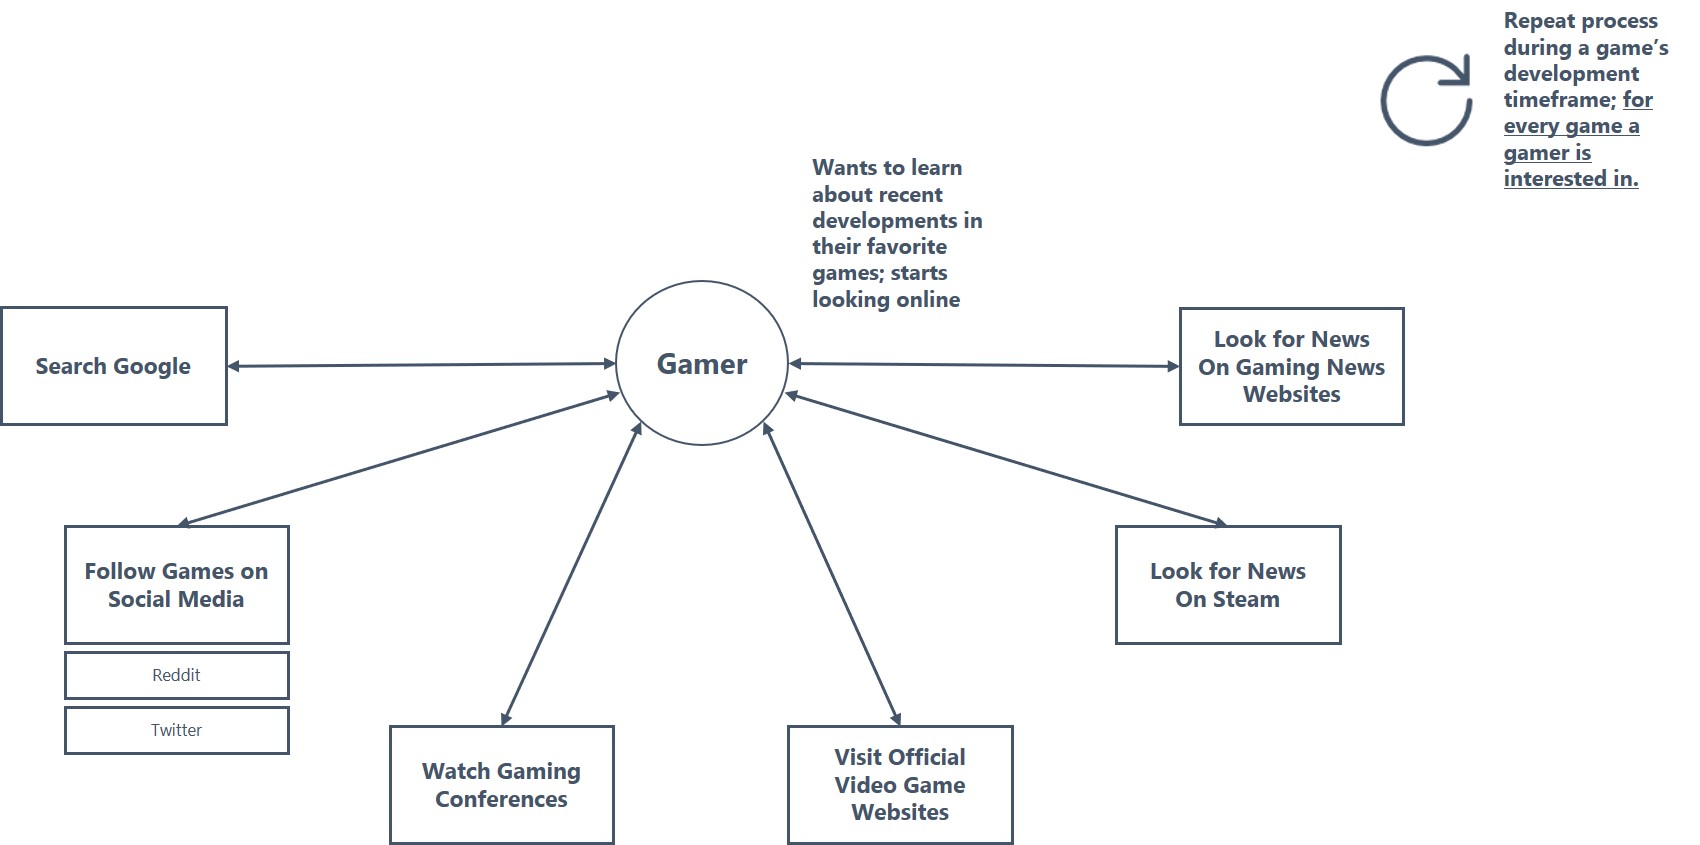 Repeat process
during a game’s
development
timeframe; for
every game a
gamer is
interested in.
Wants to learn
about recent
developments in
their favorite
games; starts
looking online
Gamer
Search Google
Look for News
On Gaming News
Websites
Follow Games on
Social Media
Reddit
Twitter
Look for News
On Steam
Watch Gaming
Conferences
Visit Official
Video Game
Websites